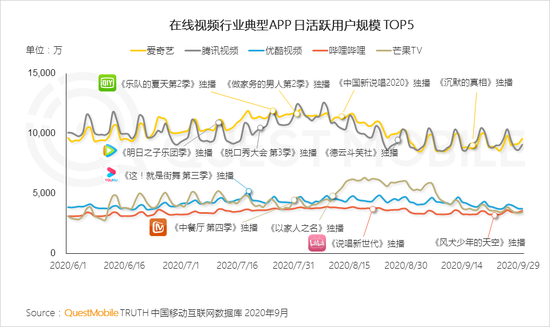 在线视频行业典型APP 日活跃用户规模 TOP5
单位：万
爱奇艺 腾讯视频 优酷视频 哔哩哔哩 芒果TV
15,000
《乐队的夏天第2季》独播 《做家务的男人第2季》独播 《中国新说唱2020》独播 《沉默的真相》独播
10,000
《明日之子乐团季》独播 《脱口秀大会 第3季》独播 《德云斗笑社》独播
《这！就是街舞 第三季》独播
5,000
《中餐厅 第四季》独播 《以家人之名》独播
《说唱新世代》独播 《风犬少年的天空》独播
0
2020/6/1 2020/6/16 2020/7/1 2020/7/16 2020/7/31 2020/8/15 2020/8/30 2020/9/14 2020/9/29
Source：QuestMobile TRUTH 中国移动互联网数据库 2020年9月